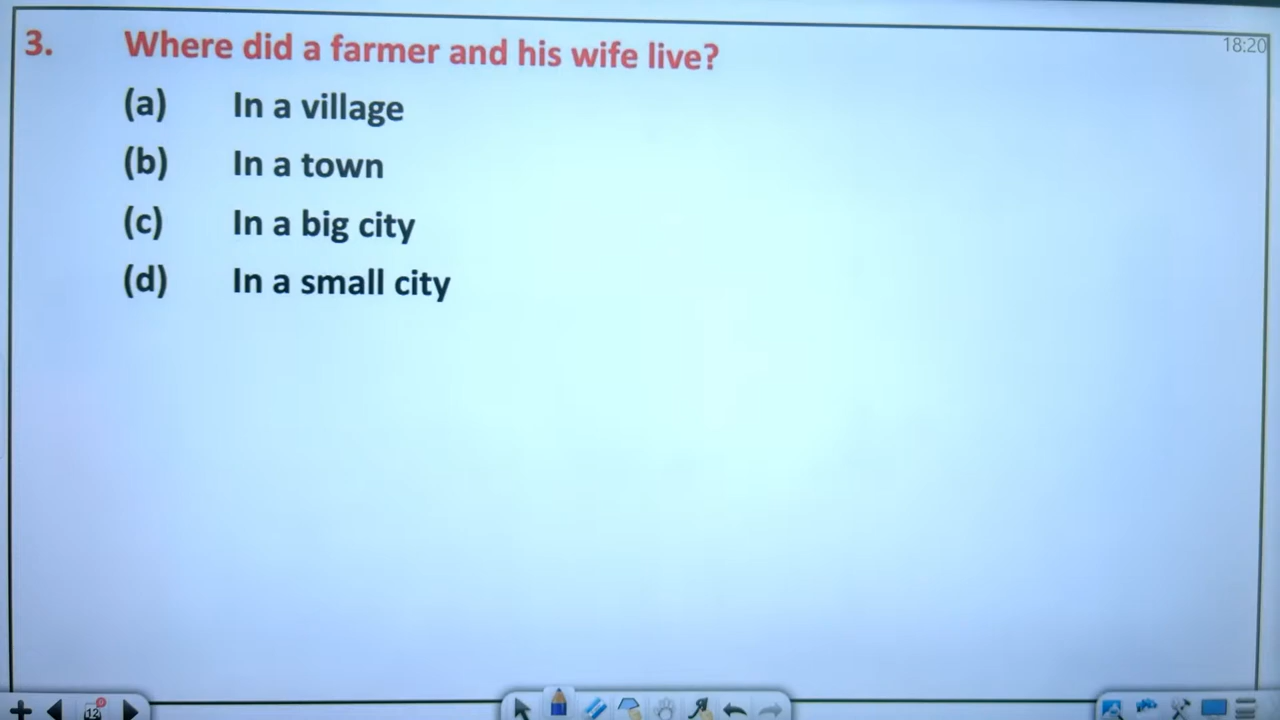 18:20
3. Where did a farmer and his wife live?
(a) In a village
(b) In a town
(c) In a big city
(d) In a small city
12